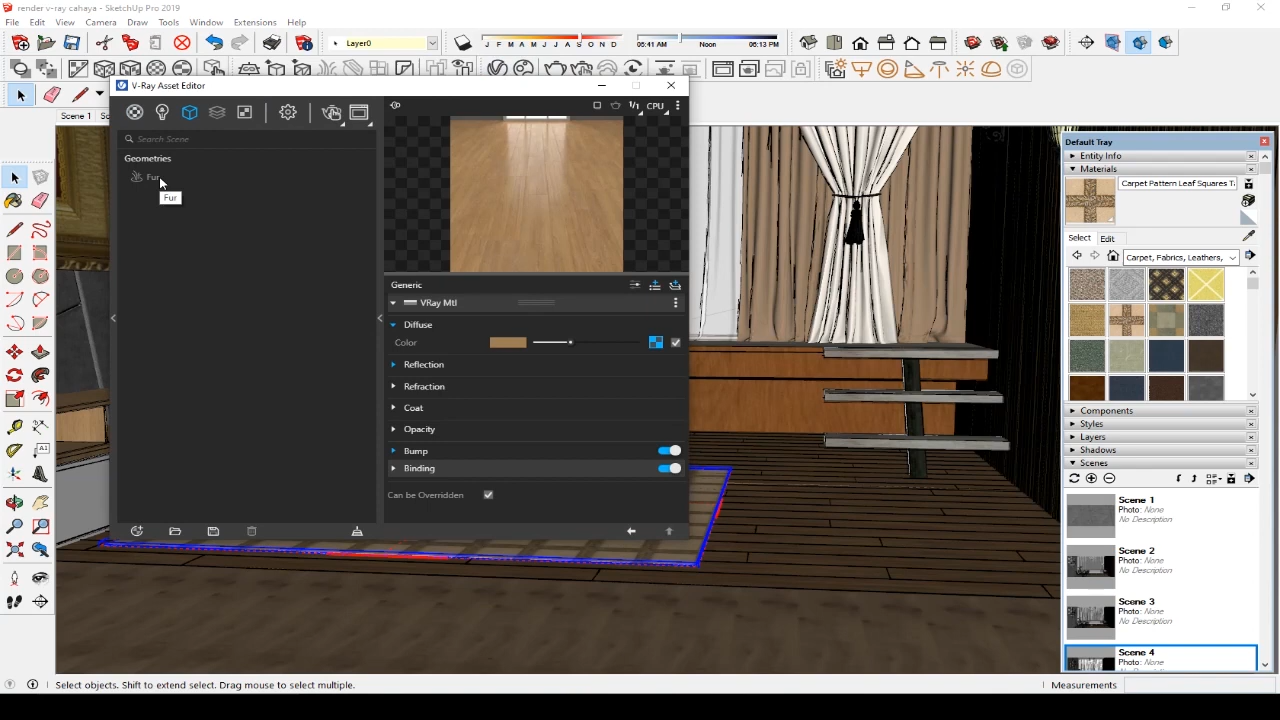 render v-ray cahaya - SketchUp Pro 2019
File Edit View Camera Draw Tools Window Extensions Help
Layer0
J F M A M J J A S O N D
06:41 AM Noon 06:13 PM
Scene 1
V-Ray Asset Editor
CPU
Search Scene
Geometries
Fur
Fur
Generic
VRay Mtl
Diffuse
Color
Reflection
Refraction
Coat
Opacity
Bump
Binding
Can be Overridden
Default Tray
Entity Info
Materials
Carpet Pattern Leaf Squares T
Select Edit
Carpet, Fabrics, Leathers,
Components
Styles
Layers
Shadows
Scenes
Scene 1
Photo: None
No Description
Scene 2
Photo: None
No Description
Scene 3
Photo: None
No Description
Scene 4
Photo: None
No Description
Select objects. Shift to extend select. Drag mouse to select multiple.
Measurements